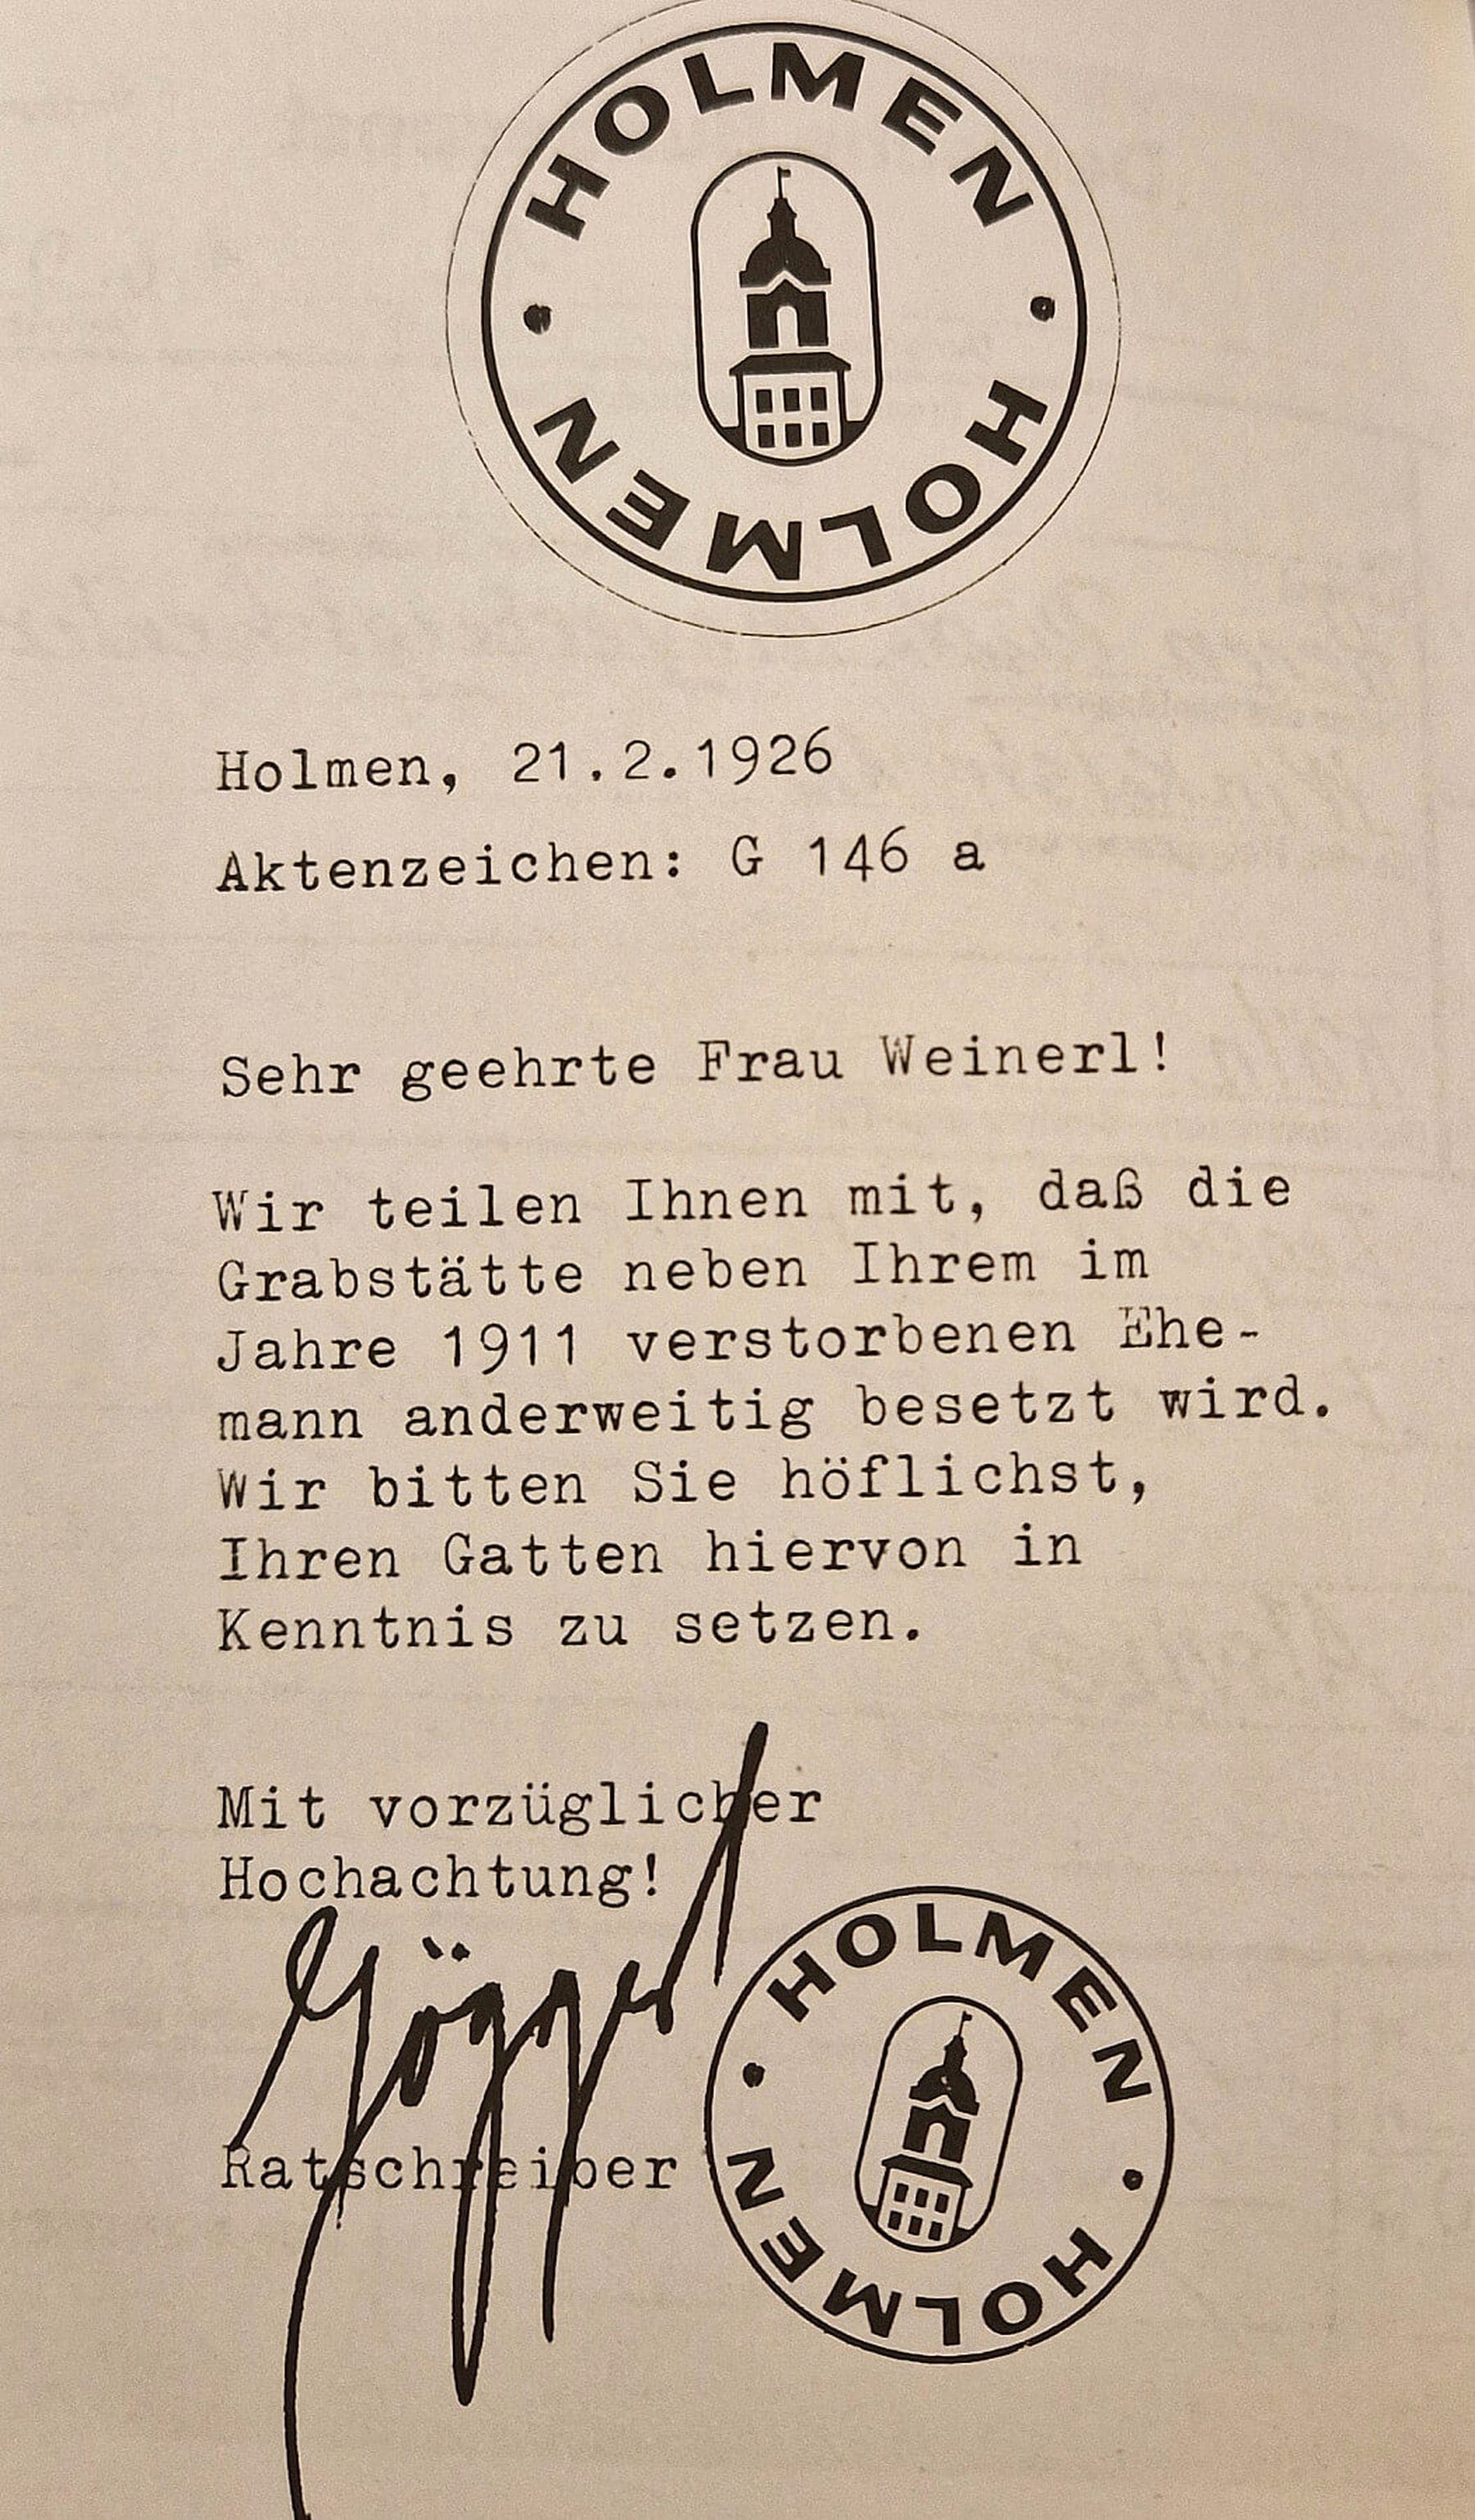 HOLMEN · HOLMEN ·
Holmen, 21.2.1926
Aktenzeichen: G 146 a
Sehr geehrte Frau Weinerl!
Wir teilen Ihnen mit, daß die
Grabstätte neben Ihrem im
Jahre 1911 verstorbenen Ehe-
mann anderweitig besetzt wird.
Wir bitten Sie höflichst,
Ihren Gatten hiervon in
Kenntnis zu setzen.
Mit vorzüglicher
Hochachtung!
Ratschreiber
HOLMEN · HOLMEN ·